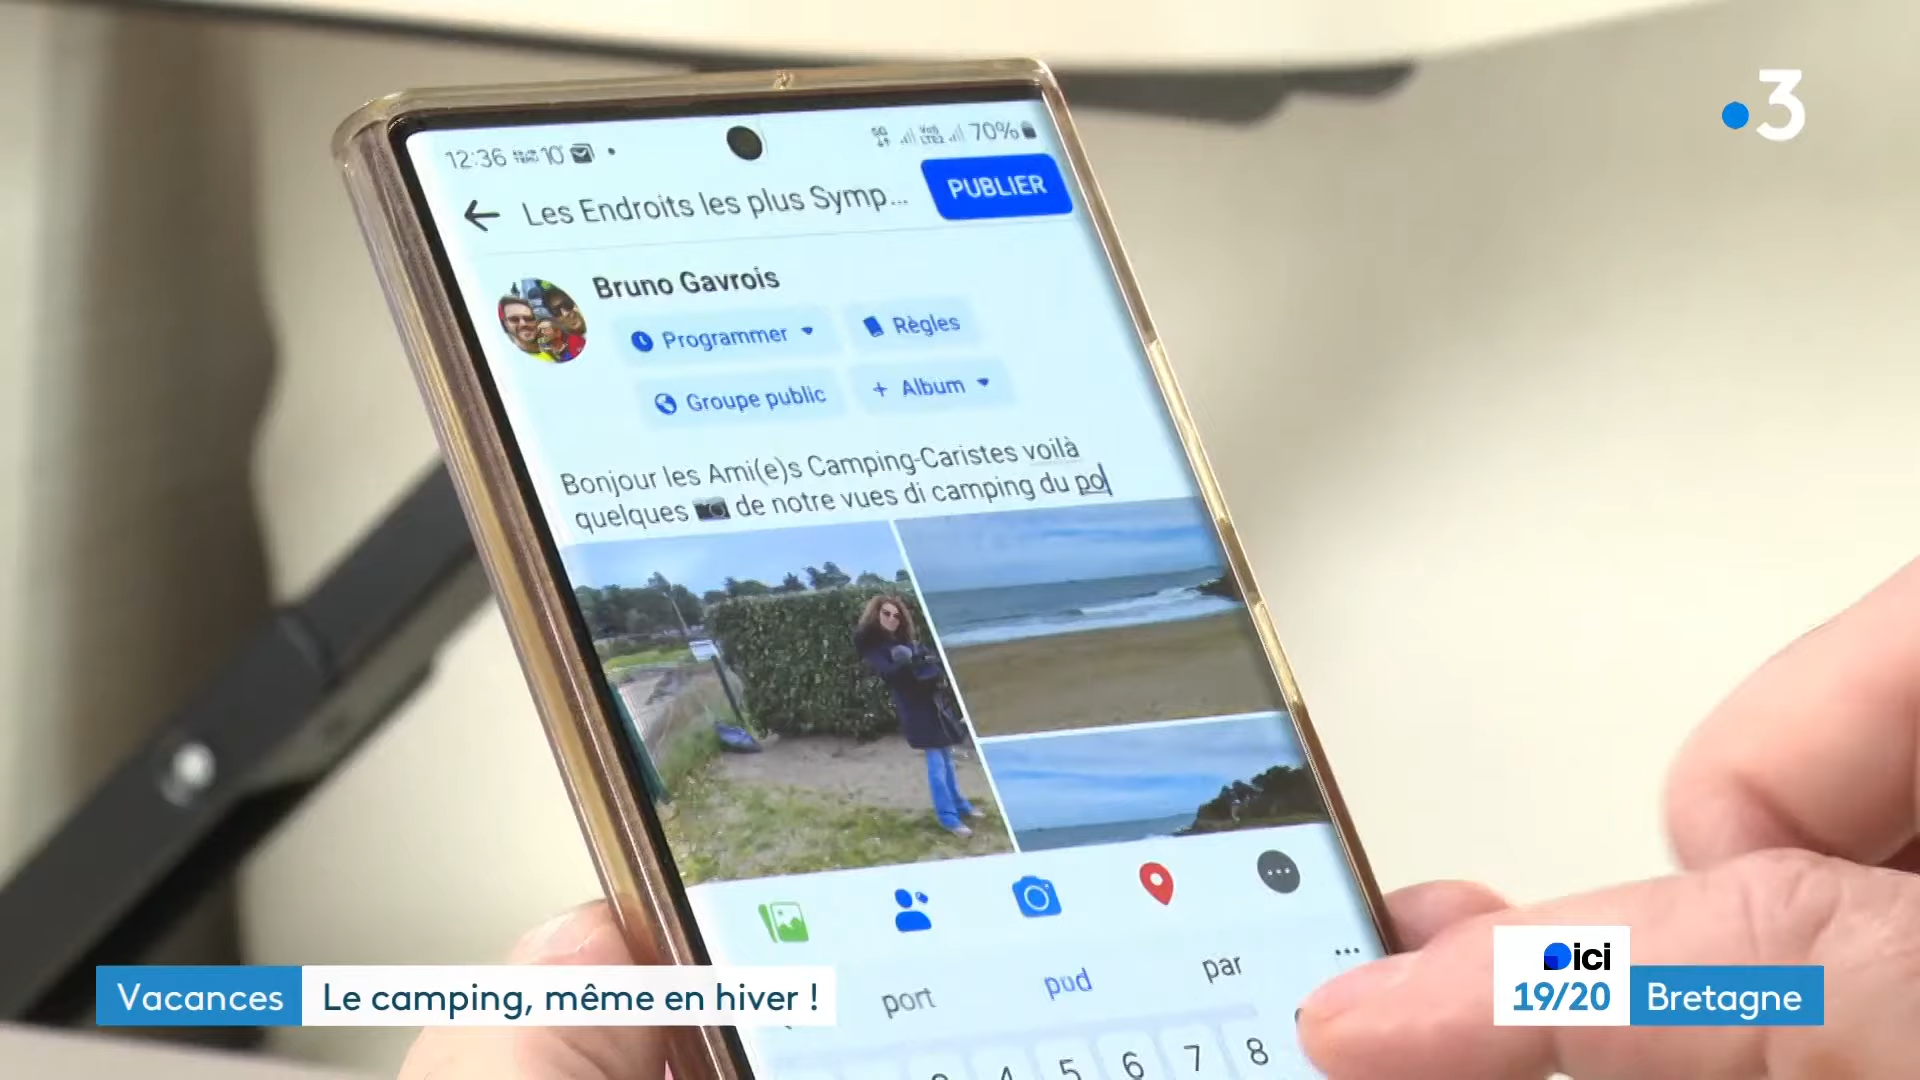 3
12:36 10° 70%
Les Endroits les plus Symp...
PUBLIER
Bruno Gavrois
Programmer
Règles
Groupe public
+ Album
Bonjour les Ami(e)s Camping-Caristes voilà
quelques 📷 de notre vues di camping du po
port pud par
4 5 6 7 8
Vacances
Le camping, même en hiver !
ici
19/20
Bretagne